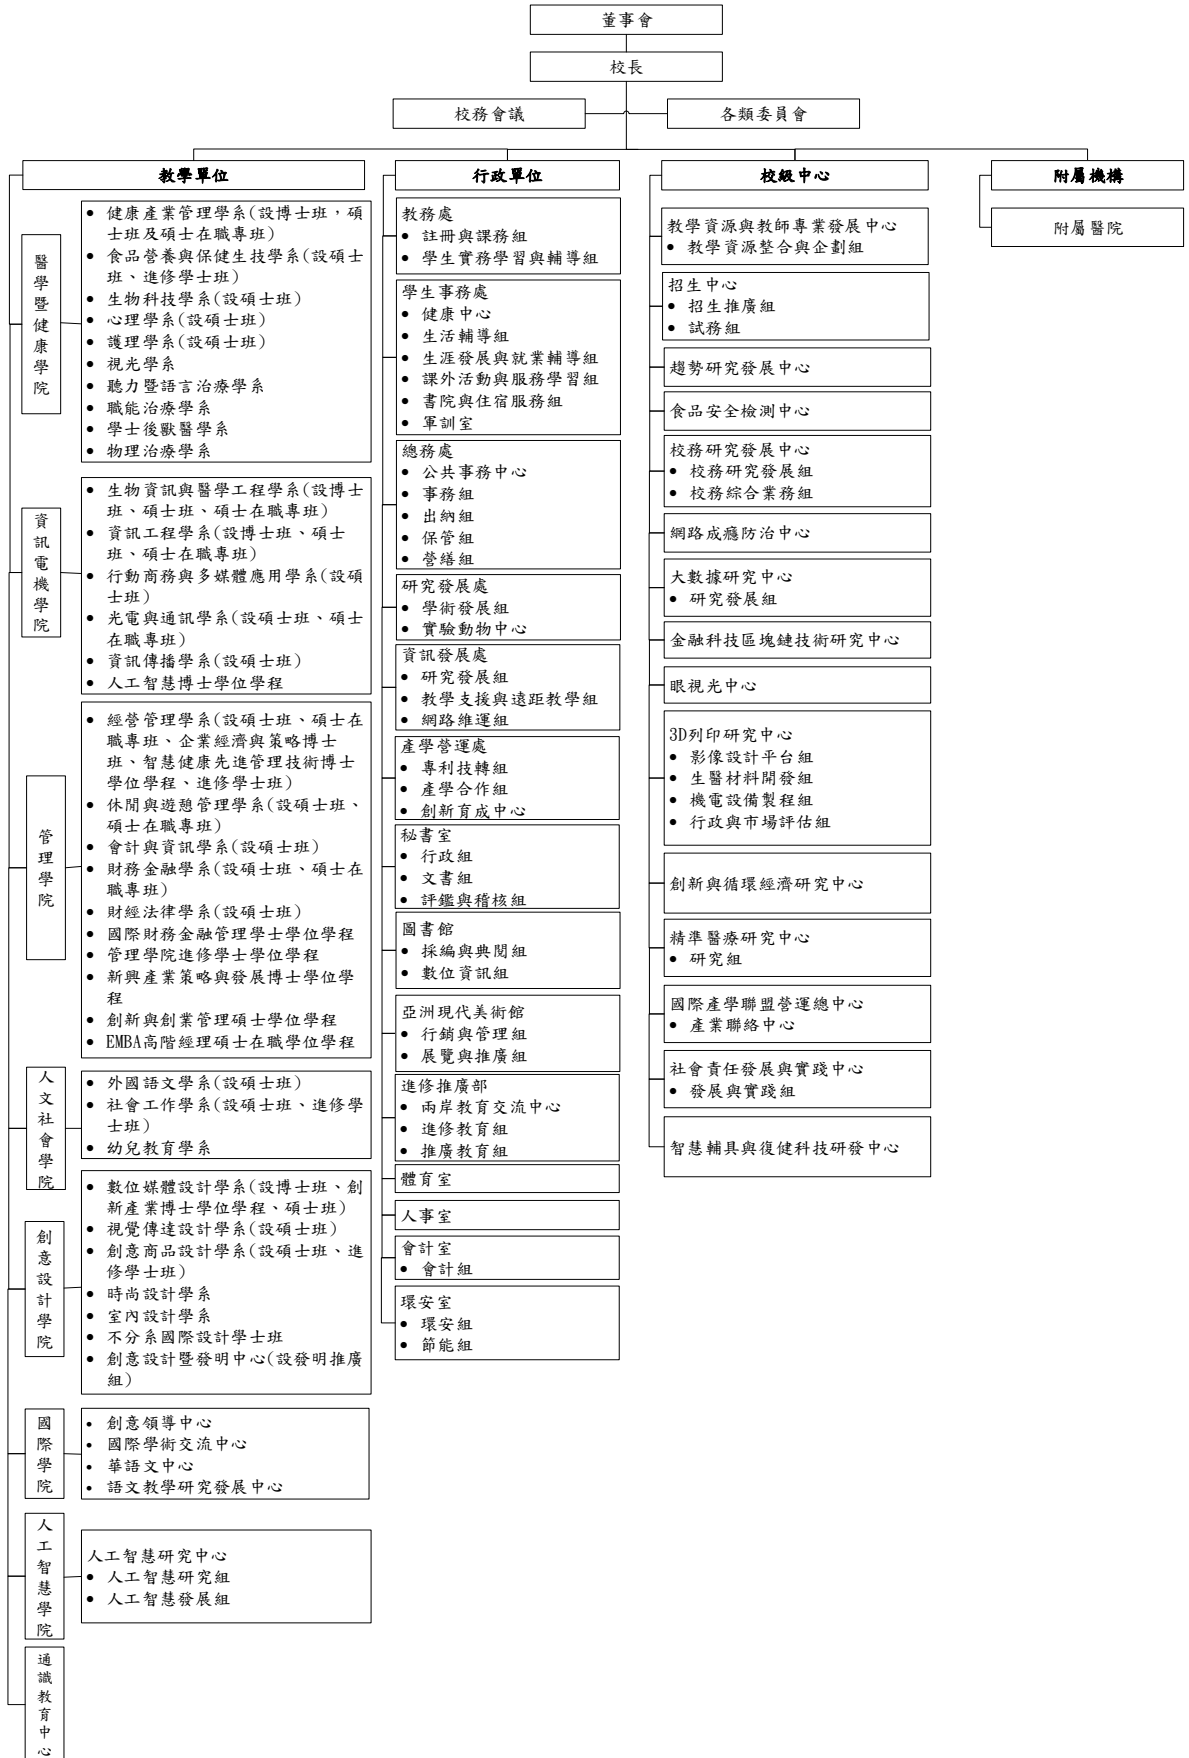 董事會
校長
校務會議
各類委員會
教學單位
醫學暨健康學院
• 健康產業管理學系(設博士班，碩
士班及碩士在職專班)
• 食品營養與保健生技學系(設碩士
班、進修學士班)
• 生物科技學系(設碩士班)
• 心理學系(設碩士班)
• 護理學系(設碩士班)
• 視光學系
• 聽力暨語言治療學系
• 職能治療學系
• 學士後獸醫學系
• 物理治療學系
資訊電機學院
• 生物資訊與醫學工程學系(設博士
班、碩士班、碩士在職專班)
• 資訊工程學系(設博士班、碩士
班、碩士在職專班)
• 行動商務與多媒體應用學系(設碩
士班)
• 光電與通訊學系(設碩士班、碩士
在職專班)
• 資訊傳播學系(設碩士班)
• 人工智慧博士學位學程
管理學院
• 經營管理學系(設碩士班、碩士在
職專班、企業經濟與策略博士
班、智慧健康先進管理技術博士
學位學程、進修學士班)
• 休閒與遊憩管理學系(設碩士班、
碩士在職專班)
• 會計與資訊學系(設碩士班)
• 財務金融學系(設碩士班、碩士在
職專班)
• 財經法律學系(設碩士班)
• 國際財務金融管理學士學位學程
• 管理學院進修學士學位學程
• 新興產業策略與發展博士學位學
程
• 創新與創業管理碩士學位學程
• EMBA高階經理碩士在職學位學程
人文社會學院
• 外國語文學系(設碩士班)
• 社會工作學系(設碩士班、進修學
士班)
• 幼兒教育學系
創意設計學院
• 數位媒體設計學系(設博士班、創
新產業博士學位學程、碩士班)
• 視覺傳達設計學系(設碩士班)
• 創意商品設計學系(設碩士班、進
修學士班)
• 時尚設計學系
• 室內設計學系
• 不分系國際設計學士班
• 創意設計暨發明中心(設發明推廣
組)
國際學院
• 創意領導中心
• 國際學術交流中心
• 華語文中心
• 語文教學研究發展中心
人工智慧學院
人工智慧研究中心
• 人工智慧研究組
• 人工智慧發展組
通識教育中心
行政單位
教務處
• 註冊與課務組
• 學生實務學習與輔導組
學生事務處
• 健康中心
• 生活輔導組
• 生涯發展與就業輔導組
• 課外活動與服務學習組
• 書院與住宿服務組
• 軍訓室
總務處
• 公共事務中心
• 事務組
• 出納組
• 保管組
• 營繕組
研究發展處
• 學術發展組
• 實驗動物中心
資訊發展處
• 研究發展組
• 教學支援與遠距教學組
• 網路維運組
產學營運處
• 專利技轉組
• 產學合作組
• 創新育成中心
秘書室
• 行政組
• 文書組
• 評鑑與稽核組
圖書館
• 採編與典閱組
• 數位資訊組
亞洲現代美術館
• 行銷與管理組
• 展覽與推廣組
進修推廣部
• 兩岸教育交流中心
• 進修教育組
• 推廣教育組
體育室
人事室
會計室
• 會計組
環安室
• 環安組
• 節能組
校級中心
教學資源與教師專業發展中心
• 教學資源整合與企劃組
招生中心
• 招生推廣組
• 試務組
趨勢研究發展中心
食品安全檢測中心
校務研究發展中心
• 校務研究發展組
• 校務綜合業務組
網路成癮防治中心
大數據研究中心
• 研究發展組
金融科技區塊鏈技術研究中心
眼視光中心
3D列印研究中心
• 影像設計平台組
• 生醫材料開發組
• 機電設備製程組
• 行政與市場評估組
創新與循環經濟研究中心
精準醫療研究中心
• 研究組
國際產學聯盟營運總中心
• 產業聯絡中心
社會責任發展與實踐中心
• 發展與實踐組
智慧輔具與復健科技研發中心
附屬機構
附屬醫院